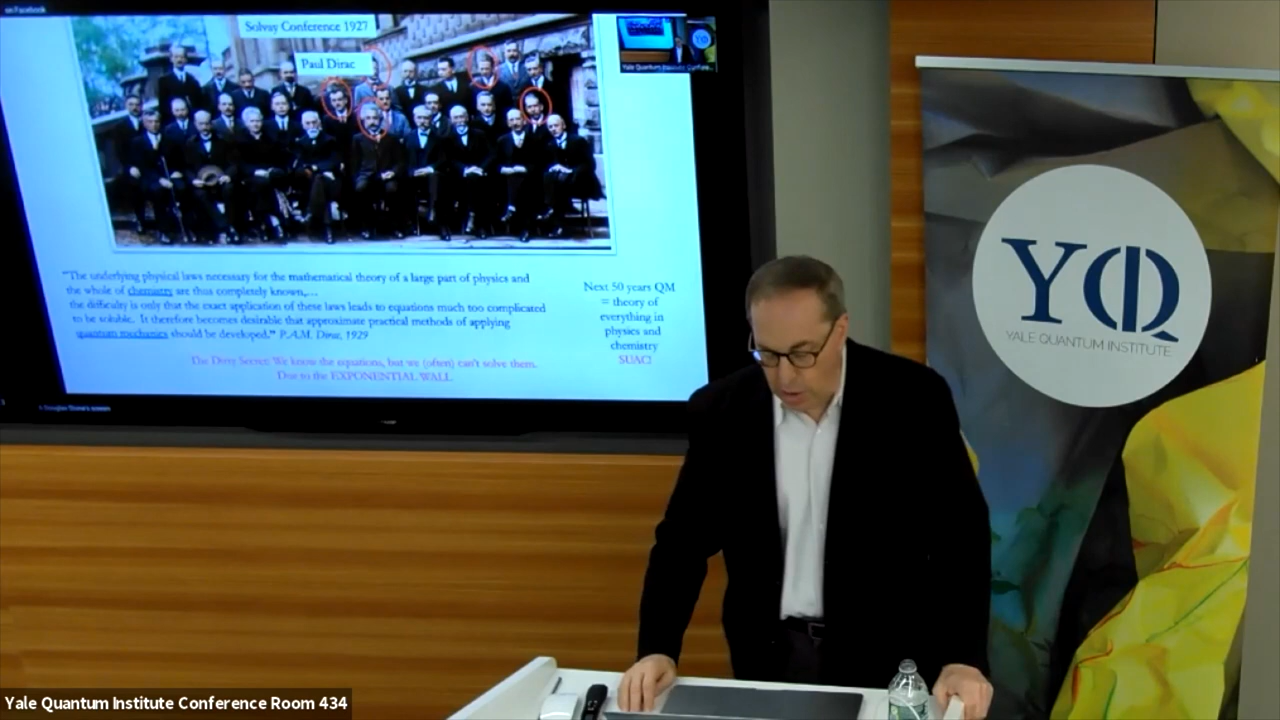 on Facebook
Solvay Conference 1927
Paul Dirac
"The underlying physical laws necessary for the mathematical theory of a large part of physics and
the whole of chemistry are thus completely known,...
the difficulty is only that the exact application of these laws leads to equations much too complicated
to be soluble. It therefore becomes desirable that approximate practical methods of applying
quantum mechanics should be developed." P.A.M. Dirac, 1929
The Dirty Secret: We know the equations, but we (often) can't solve them.
Due to the EXPONENTIAL WALL
Next 50 years QM
= theory of
everything in
physics and
chemistry
SUAC!
YQ
YALE QUANTUM INSTITUTE
Yale Quantum Institute Conference Room 434